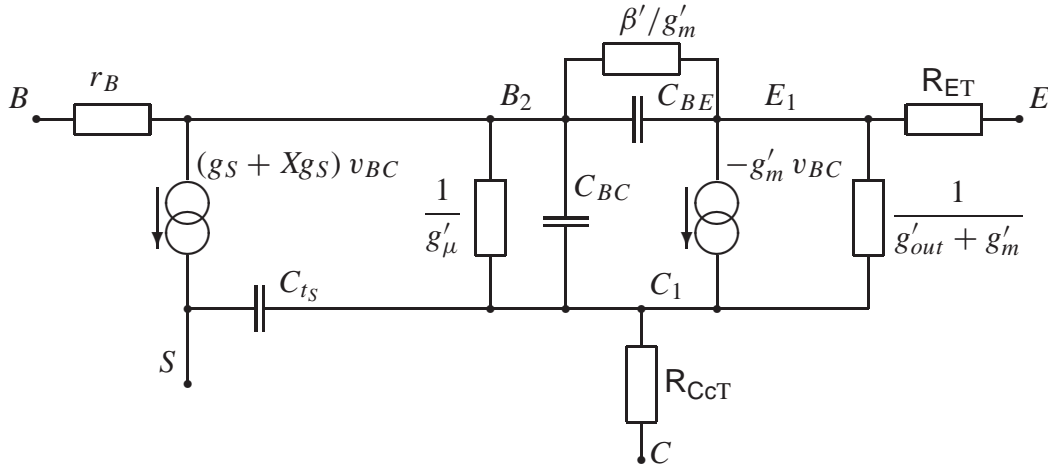 β′/g′m
B
rB
B2
CBE
E1
RET
E
(gS + XgS) vBC
1
g′μ
CBC
−g′m vBC
1
g′out + g′m
CtS
C1
S
RCcT
C